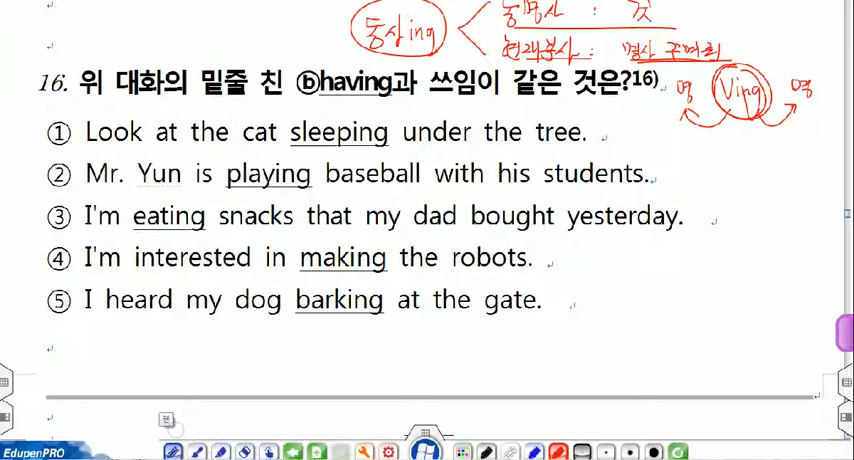 동사ing
동명사 : 것
현재분사 : 명사 꾸며줌
16. 위 대화의 밑줄 친 ⓑhaving과 쓰임이 같은 것은?16)
명 Ving 명
① Look at the cat sleeping under the tree.
② Mr. Yun is playing baseball with his students.
③ I'm eating snacks that my dad bought yesterday.
④ I'm interested in making the robots.
⑤ I heard my dog barking at the gate.
EdupenPRO